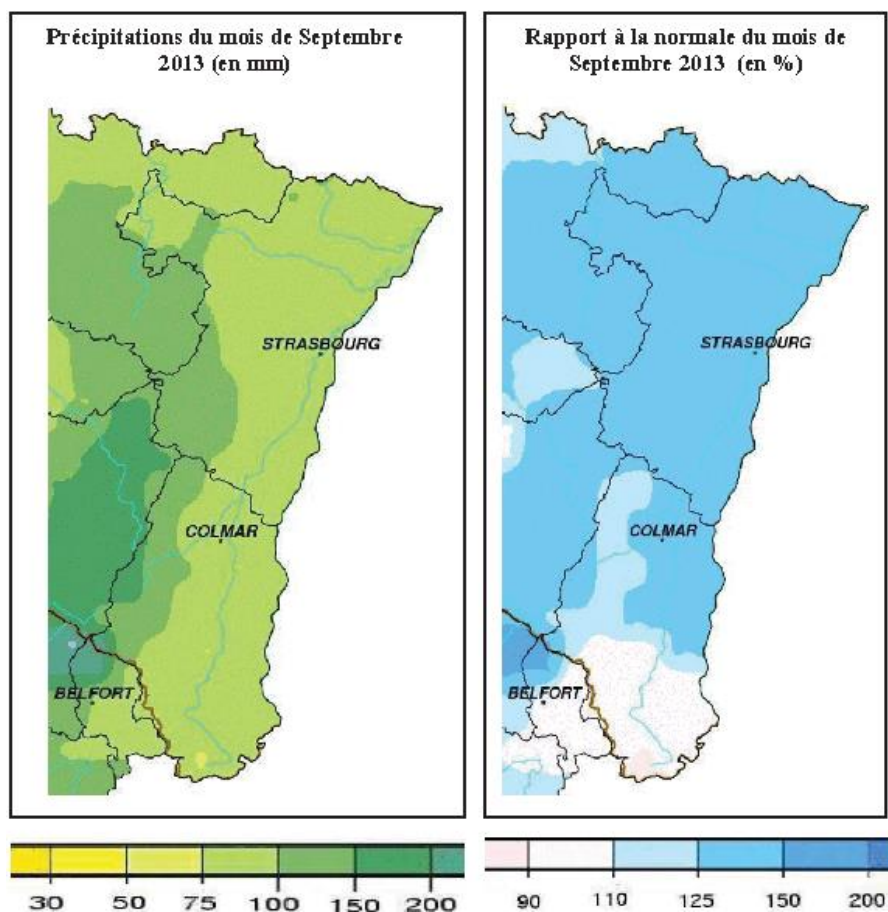 Précipitations du mois de Septembre
2013 (en mm)
STRASBOURG
COLMAR
BELFORT
30 50 75 100 150 200
Rapport à la normale du mois de
Septembre 2013 (en %)
STRASBOURG
COLMAR
BELFORT
90 110 125 150 200